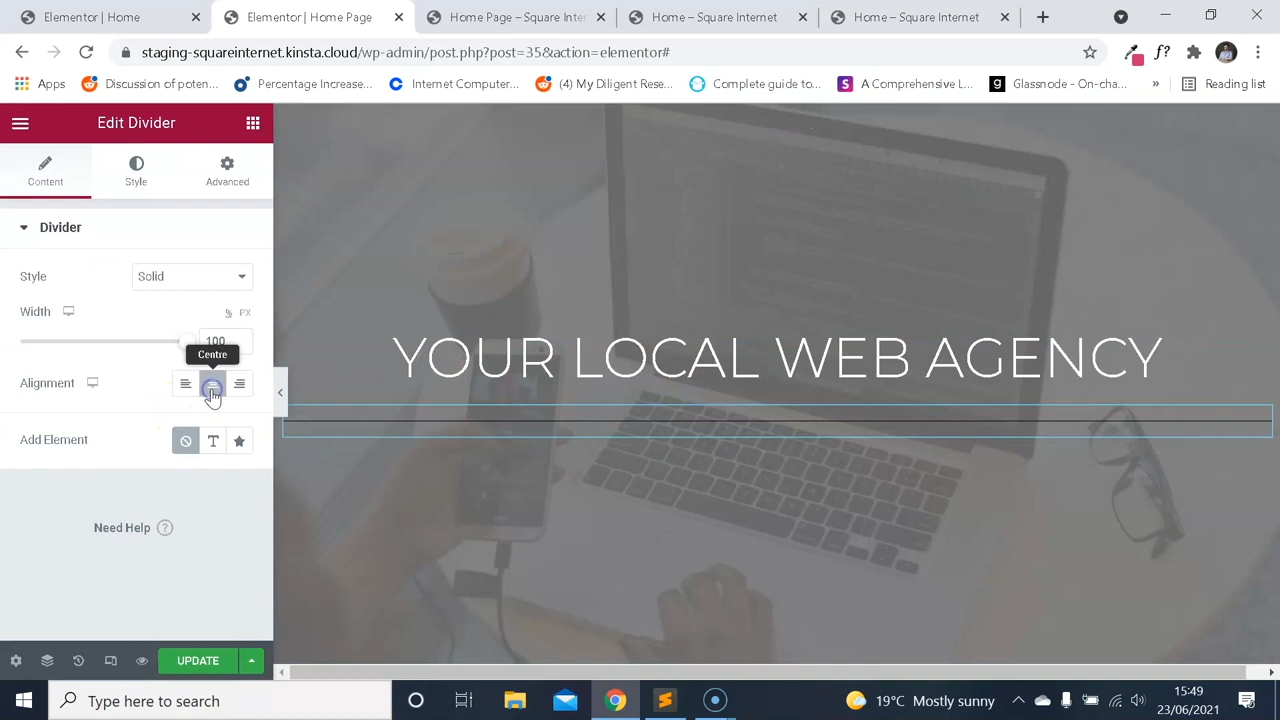 Elementor | Home Page
Elementor | Home Page
Home Page – Square Inte
Home – Square Internet
Home – Square Internet
staging-squareinternet.kinsta.cloud/wp-admin/post.php?post=35&action=elementor#
f?
Apps
Discussion of poten...
Percentage Increase...
Internet Computer...
(4) My Diligent Rese...
Complete guide to...
A Comprehensive L...
Glassnode - On-cha...
»
Reading list
Edit Divider
Content
Style
Advanced
Divider
Style
Solid
Width
%
PX
100
Centre
Alignment
Add Element
T
Need Help ?
UPDATE
YOUR LOCAL WEB AGENCY
Type here to search
19°C Mostly sunny
15:49
23/06/2021